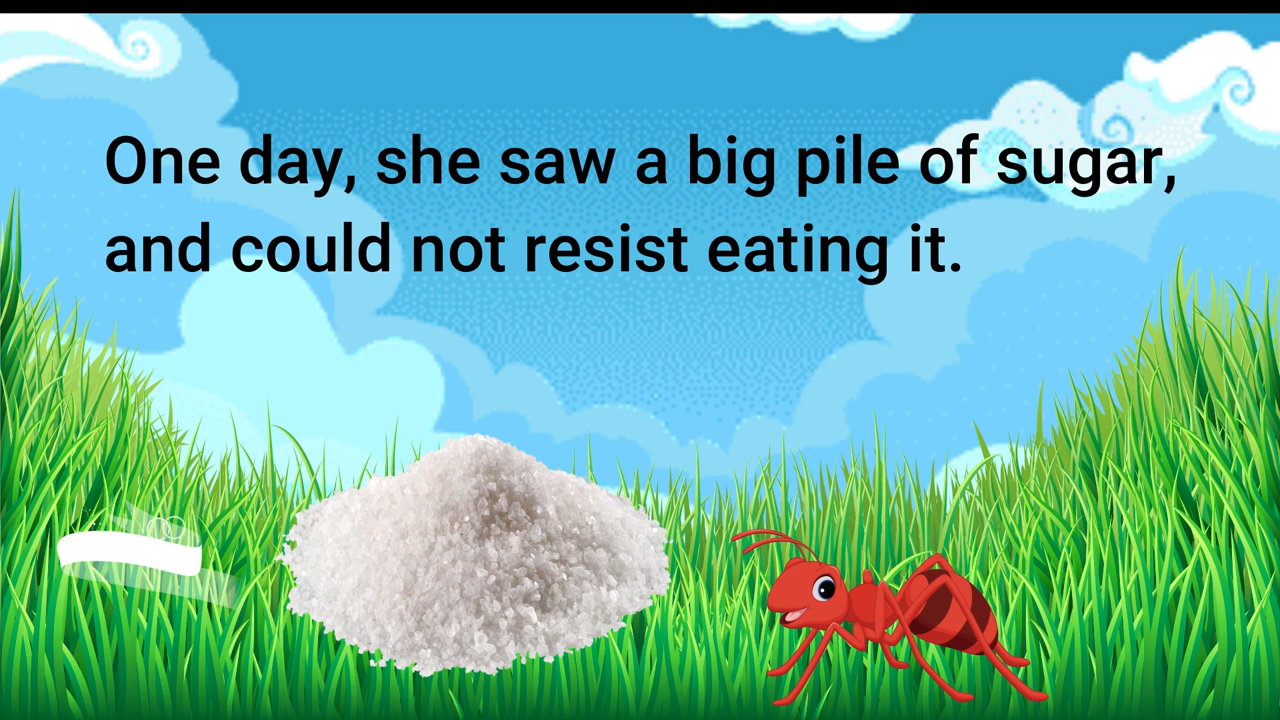 One day, she saw a big pile of sugar,
and could not resist eating it.